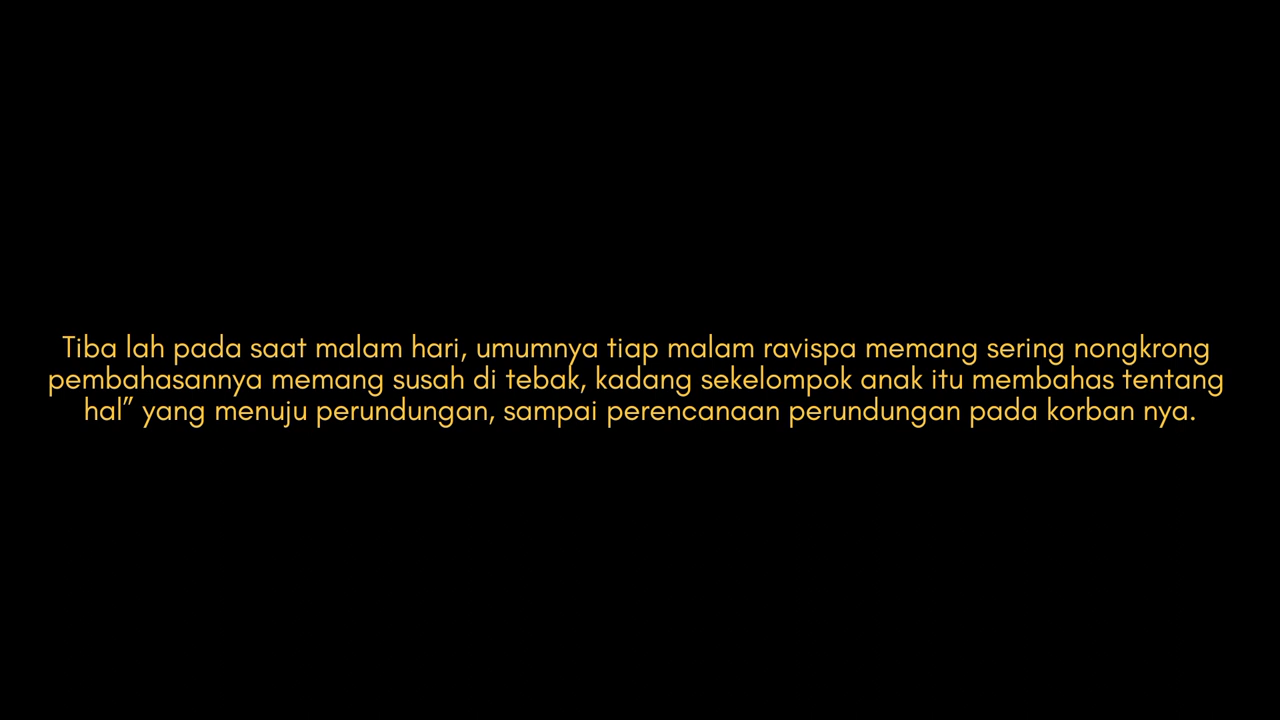 Tiba lah pada saat malam hari, umumnya tiap malam ravispa memang sering nongkrong
pembahasannya memang susah di tebak, kadang sekelompok anak itu membahas tentang
hal” yang menuju perundungan, sampai perencanaan perundungan pada korban nya.